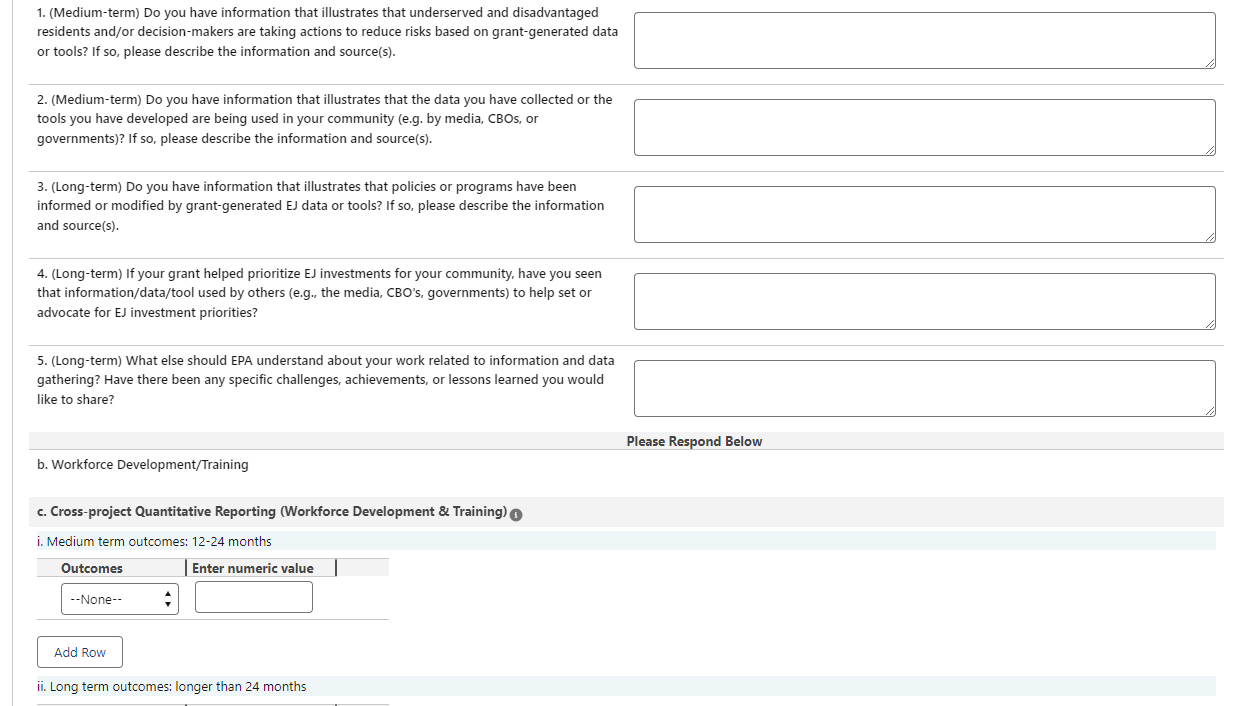 1. (Medium-term) Do you have information that illustrates that underserved and disadvantaged
residents and/or decision-makers are taking actions to reduce risks based on grant-generated data
or tools? If so, please describe the information and source(s).
2. (Medium-term) Do you have information that illustrates that the data you have collected or the
tools you have developed are being used in your community (e.g. by media, CBOs, or
governments)? If so, please describe the information and source(s).
3. (Long-term) Do you have information that illustrates that policies or programs have been
informed or modified by grant-generated EJ data or tools? If so, please describe the information
and source(s).
4. (Long-term) If your grant helped prioritize EJ investments for your community, have you seen
that information/data/tool used by others (e.g., the media, CBO's, governments) to help set or
advocate for EJ investment priorities?
5. (Long-term) What else should EPA understand about your work related to information and data
gathering? Have there been any specific challenges, achievements, or lessons learned you would
like to share?
Please Respond Below
b. Workforce Development/Training
c. Cross-project Quantitative Reporting (Workforce Development & Training)
i. Medium term outcomes: 12-24 months
Outcomes Enter numeric value
--None--
Add Row
ii. Long term outcomes: longer than 24 months